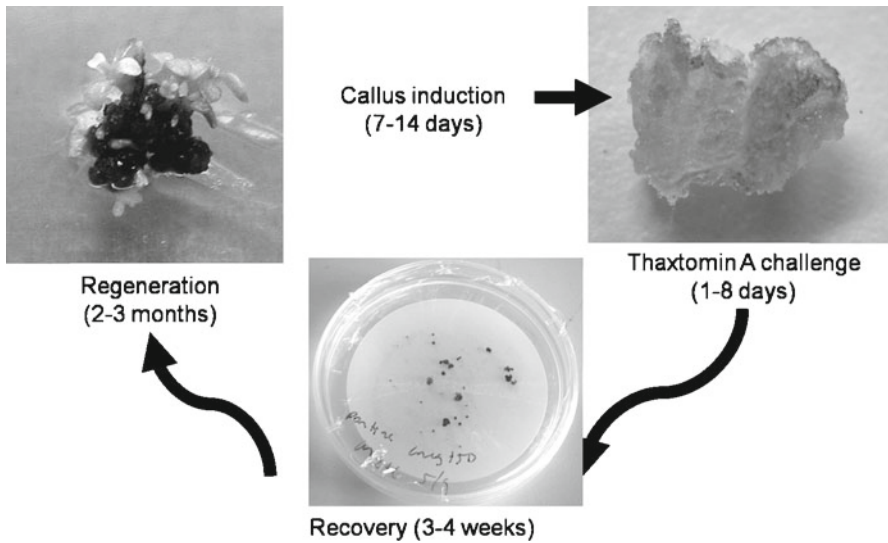 Callus induction
(7-14 days)
Thaxtomin A challenge
(1-8 days)
Recovery (3-4 weeks)
Regeneration
(2-3 months)